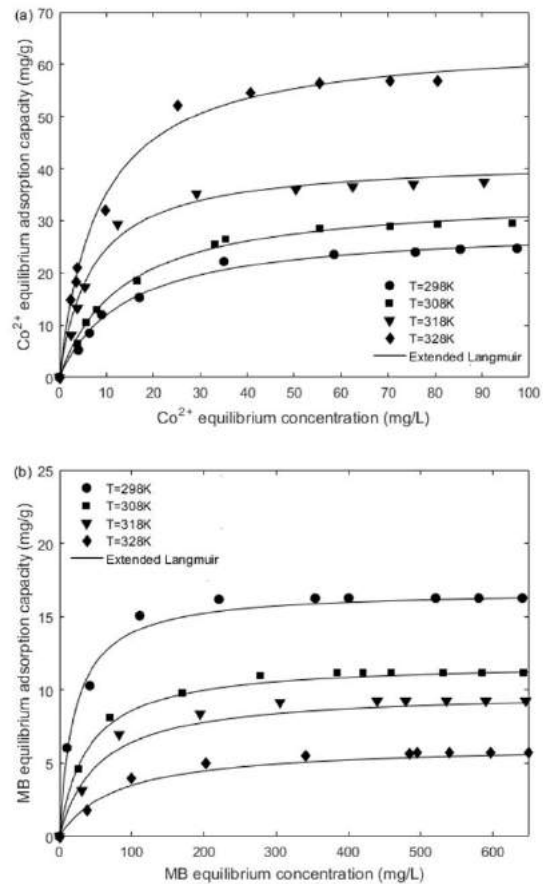 (a)
70
60
50
40
30
20
10
0
Co²⁺ equilibrium adsorption capacity (mg/g)
T=298K
T=308K
T=318K
T=328K
Extended Langmuir
0 10 20 30 40 50 60 70 80 90 100
Co²⁺ equilibrium concentration (mg/L)
(b)
25
20
15
10
5
0
MB equilibrium adsorption capacity (mg/g)
T=298K
T=308K
T=318K
T=328K
Extended Langmuir
0 100 200 300 400 500 600
MB equilibrium concentration (mg/L)